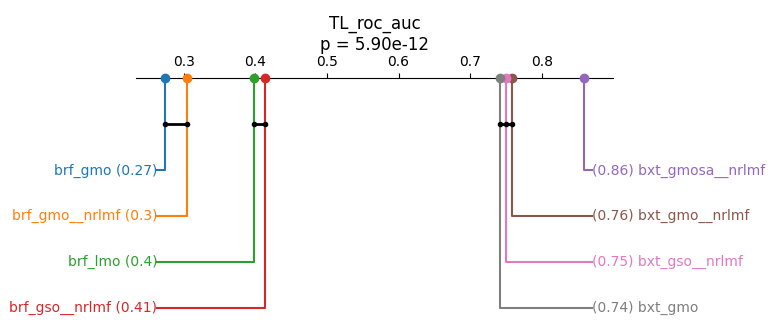 TL_roc_auc
p = 5.90e-12
0.3 0.4 0.5 0.6 0.7 0.8
brf_gmo (0.27)
(0.86) bxt_gmosa__nrlmf
brf_gmo__nrlmf (0.3)
(0.76) bxt_gmo__nrlmf
brf_lmo (0.4)
(0.75) bxt_gso__nrlmf
brf_gso__nrlmf (0.41)
(0.74) bxt_gmo